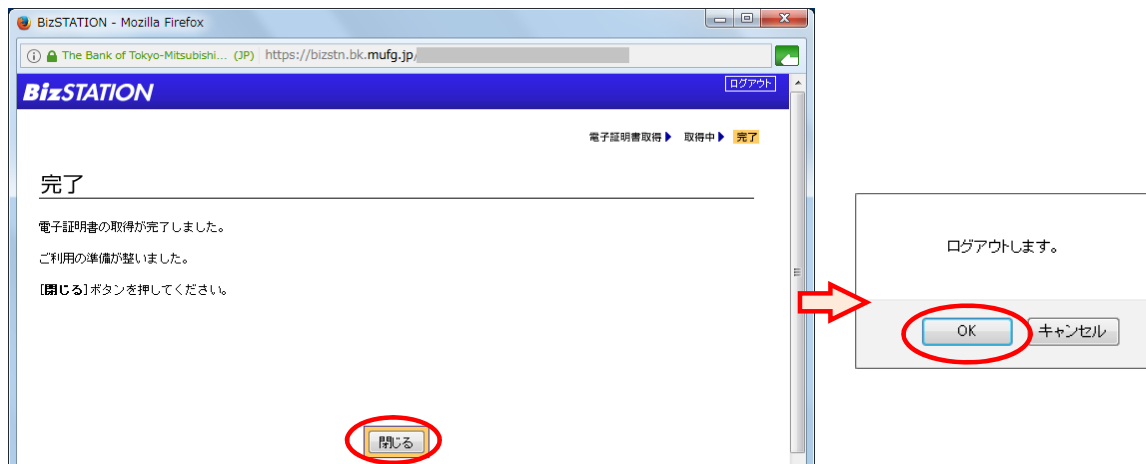 BizSTATION - Mozilla Firefox
The Bank of Tokyo-Mitsubishi... (JP) https://bizstn.bk.mufg.jp/
BizSTATION
ログアウト
電子証明書取得 取得中 完了
完了
電子証明書の取得が完了しました。
ご利用の準備が整いました。
[閉じる]ボタンを押してください。
閉じる
ログアウトします。
OK キャンセル